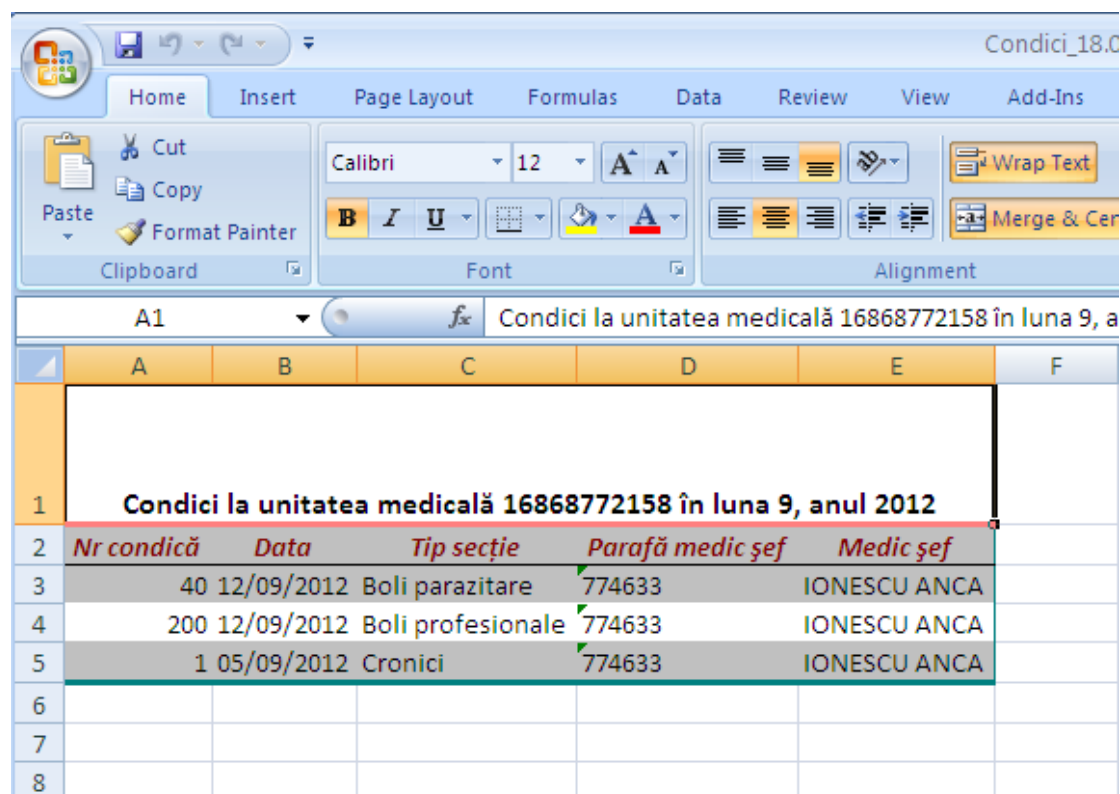 Condici_18.0
Home Insert Page Layout Formulas Data Review View Add-Ins
Cut
Calibri 12 A A Wrap Text
Copy
Paste
Format Painter B I U A Merge & Cen
Clipboard Font Alignment
A1 fx Condici la unitatea medicală 16868772158 în luna 9, a
A B C D E F
1 Condici la unitatea medicală 16868772158 în luna 9, anul 2012
2 Nr condică Data Tip secție Parafă medic șef Medic șef
3 40 12/09/2012 Boli parazitare 774633 IONESCU ANCA
4 200 12/09/2012 Boli profesionale 774633 IONESCU ANCA
5 1 05/09/2012 Cronici 774633 IONESCU ANCA
6
7
8